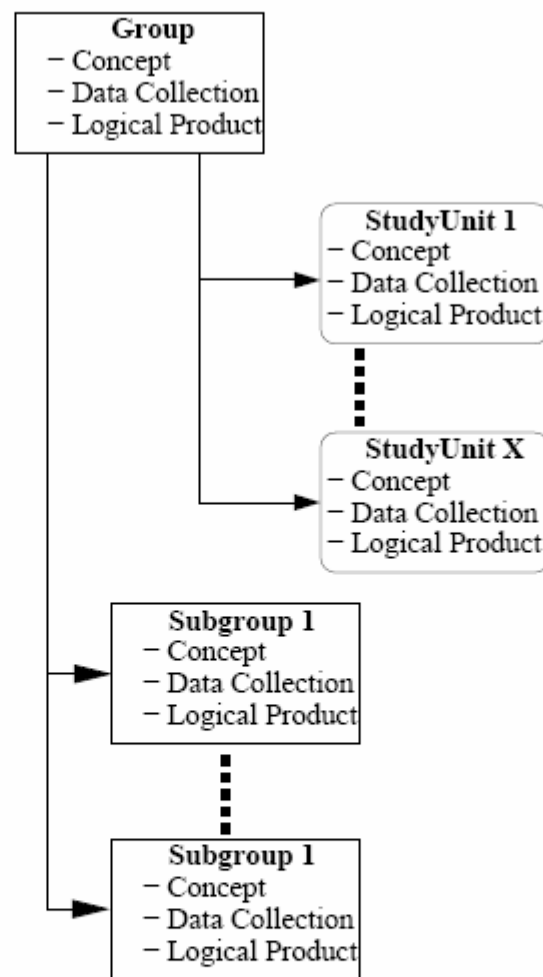 Group
– Concept
– Data Collection
– Logical Product
StudyUnit 1
– Concept
– Data Collection
– Logical Product
StudyUnit X
– Concept
– Data Collection
– Logical Product
Subgroup 1
– Concept
– Data Collection
– Logical Product
Subgroup 1
– Concept
– Data Collection
– Logical Product